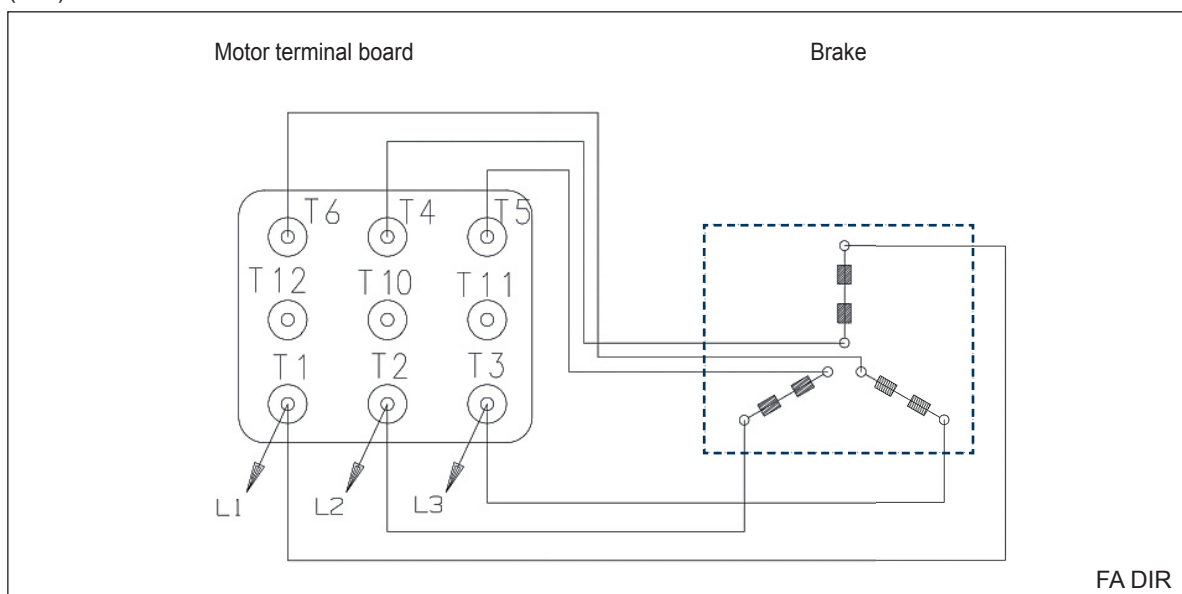 Motor terminal board
Brake
T6 T4 T5
T12 T10 T11
T1 T2 T3
L1 L2 L3
FA DIR